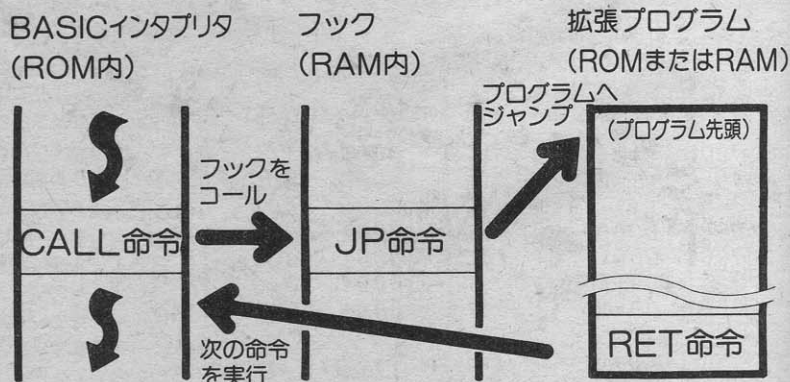 BASICインタプリタ
(ROM内)
フック
(RAM内)
拡張プログラム
(ROMまたはRAM)
プログラムへ
ジャンプ
(プログラム先頭)
フックを
コール
CALL命令
JP命令
次の命令
を実行
RET命令